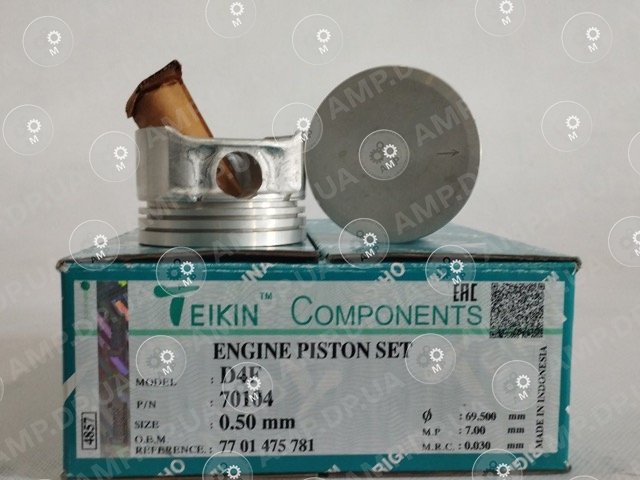 TEIKIN™ COMPONENTS
EAC
ENGINE PISTON SET
MODEL : D4F
P/N : 70104
SIZE : 0.50 mm
O.E.M
REFERENCE. : 77 01 475 781
Ø : 69.500 mm
M.P : 7.00 mm
M.R.C : 0.030 mm
MADE IN INDONESIA
4857
AMP.DP.UA